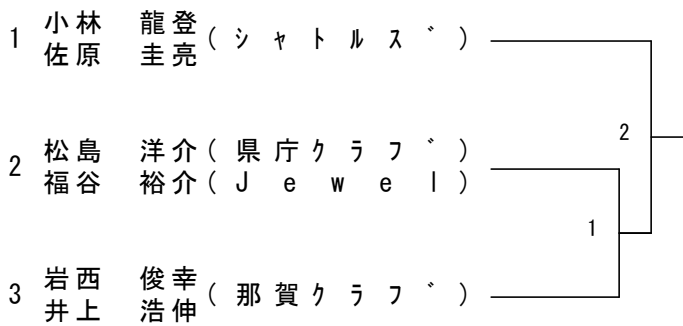 1 小林 龍登 (シャトルズ)
佐原 圭亮
2
2 松島 洋介 (県庁クラブ)
福谷 裕介 (Jewel)
1
3 岩西 俊幸 (那賀クラブ)
井上 浩伸